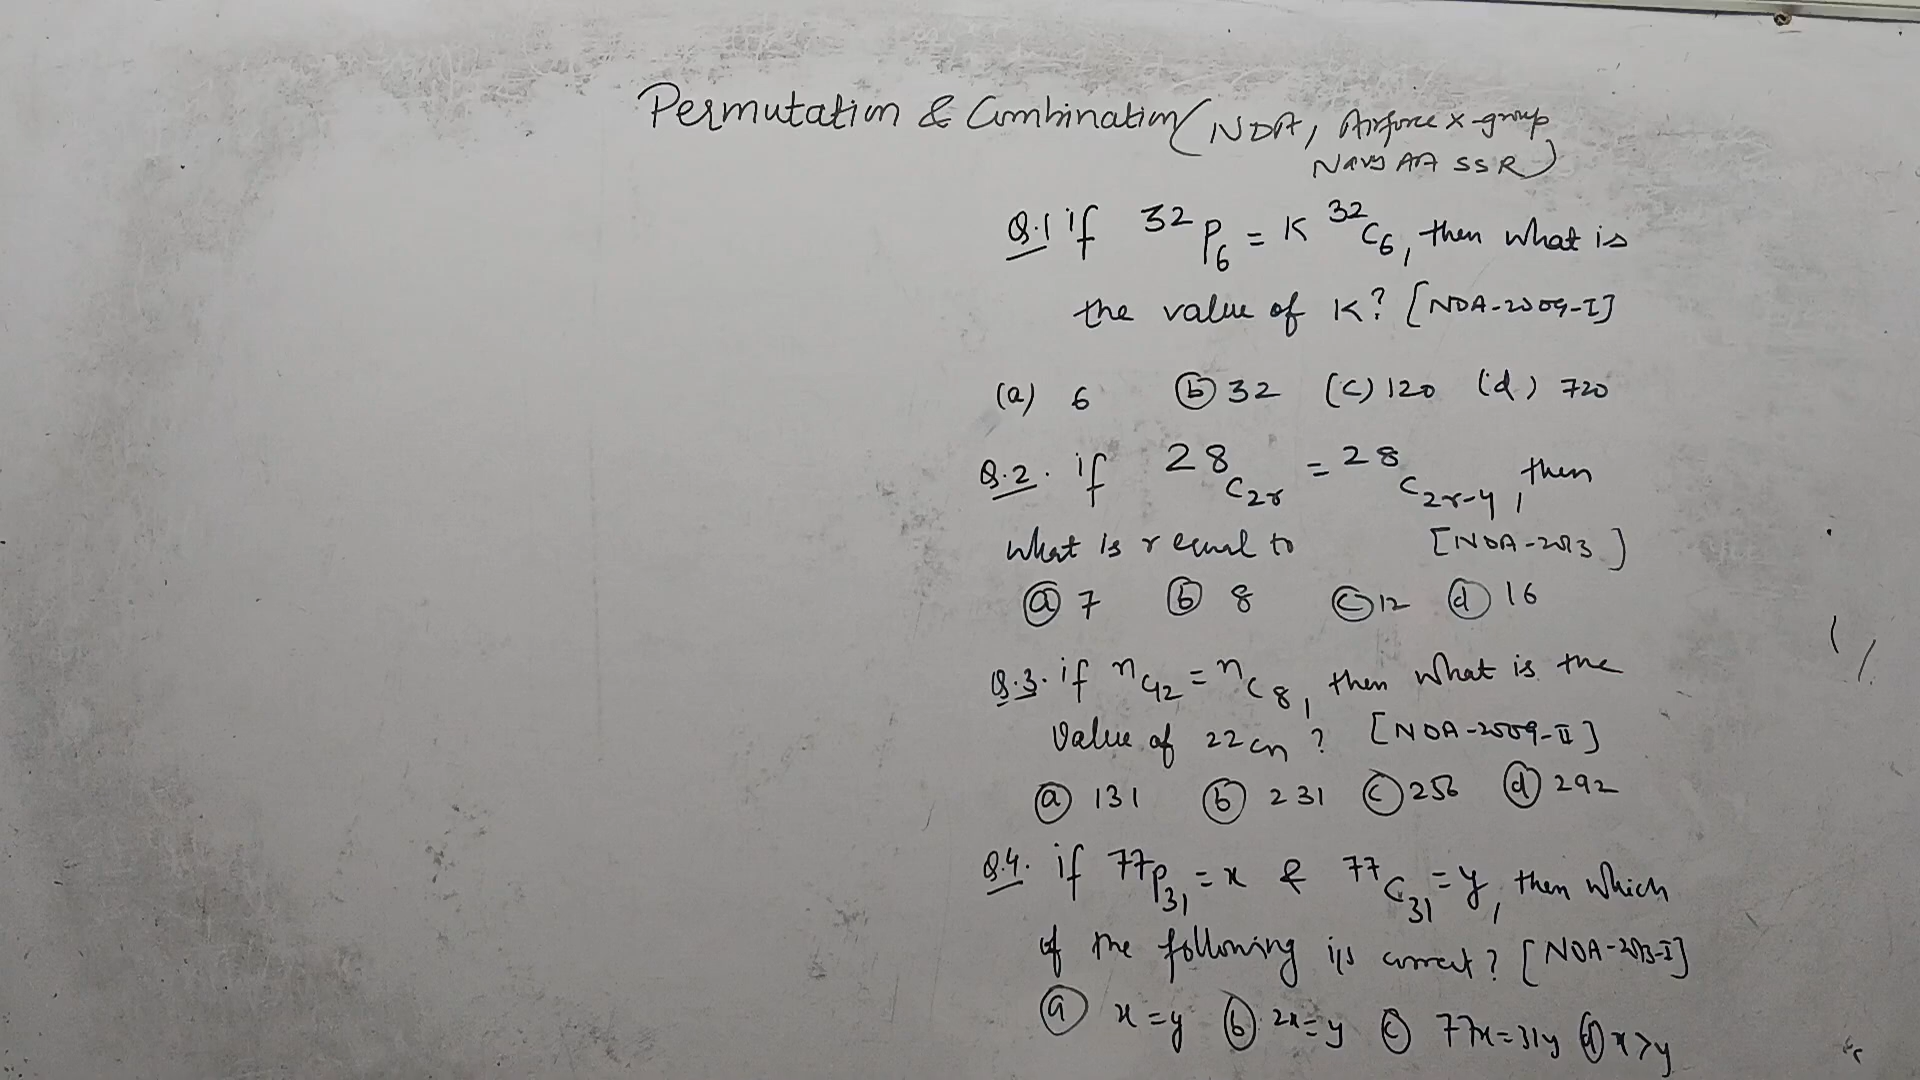 Permutation & Combination (NDA, Airforce x-group
Navy AA SSR)
Q.1 if 32P6 = K 32C6, then what is
the value of K? [NDA-2009-I]
(a) 6 (b) 32 (c) 120 (d) 720
Q.2. if 28C2r = 28C2r-4, then
what is r equal to [NDA-2013]
(a) 7 (b) 8 (c) 12 (d) 16
Q.3. if nC12 = nC8, then what is the
Value of 22Cn? [NDA-2009-II]
(a) 131 (b) 231 (c) 256 (d) 292
Q.4. if 77P31 = x & 77C31 = y, then which
of the following is correct? [NDA-2013-I]
(a) x=y (b) 2x=y (c) 77x=31y (d) x>y